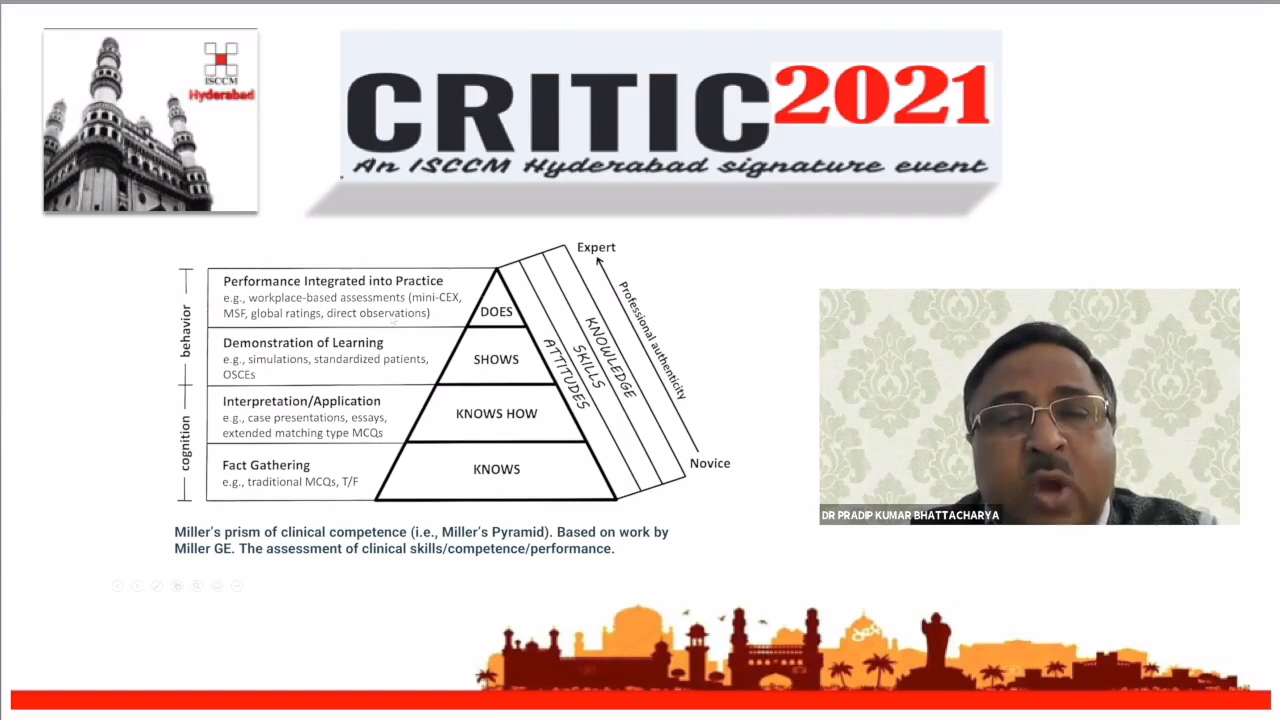 ISCCM
Hyderabad
CRITIC 2021
An ISCCM Hyderabad signature event
behavior
cognition
Performance Integrated into Practice
e.g., workplace-based assessments (mini-CEX,
MSF, global ratings, direct observations)
Demonstration of Learning
e.g., simulations, standardized patients,
OSCEs
Interpretation/Application
e.g., case presentations, essays,
extended matching type MCQs
Fact Gathering
e.g., traditional MCQs, T/F
DOES
SHOWS
KNOWS HOW
KNOWS
ATTITUDES
SKILLS
KNOWLEDGE
Expert
Professional authenticity
Novice
Miller's prism of clinical competence (i.e., Miller's Pyramid). Based on work by
Miller GE. The assessment of clinical skills/competence/performance.
DR PRADIP KUMAR BHATTACHARYA